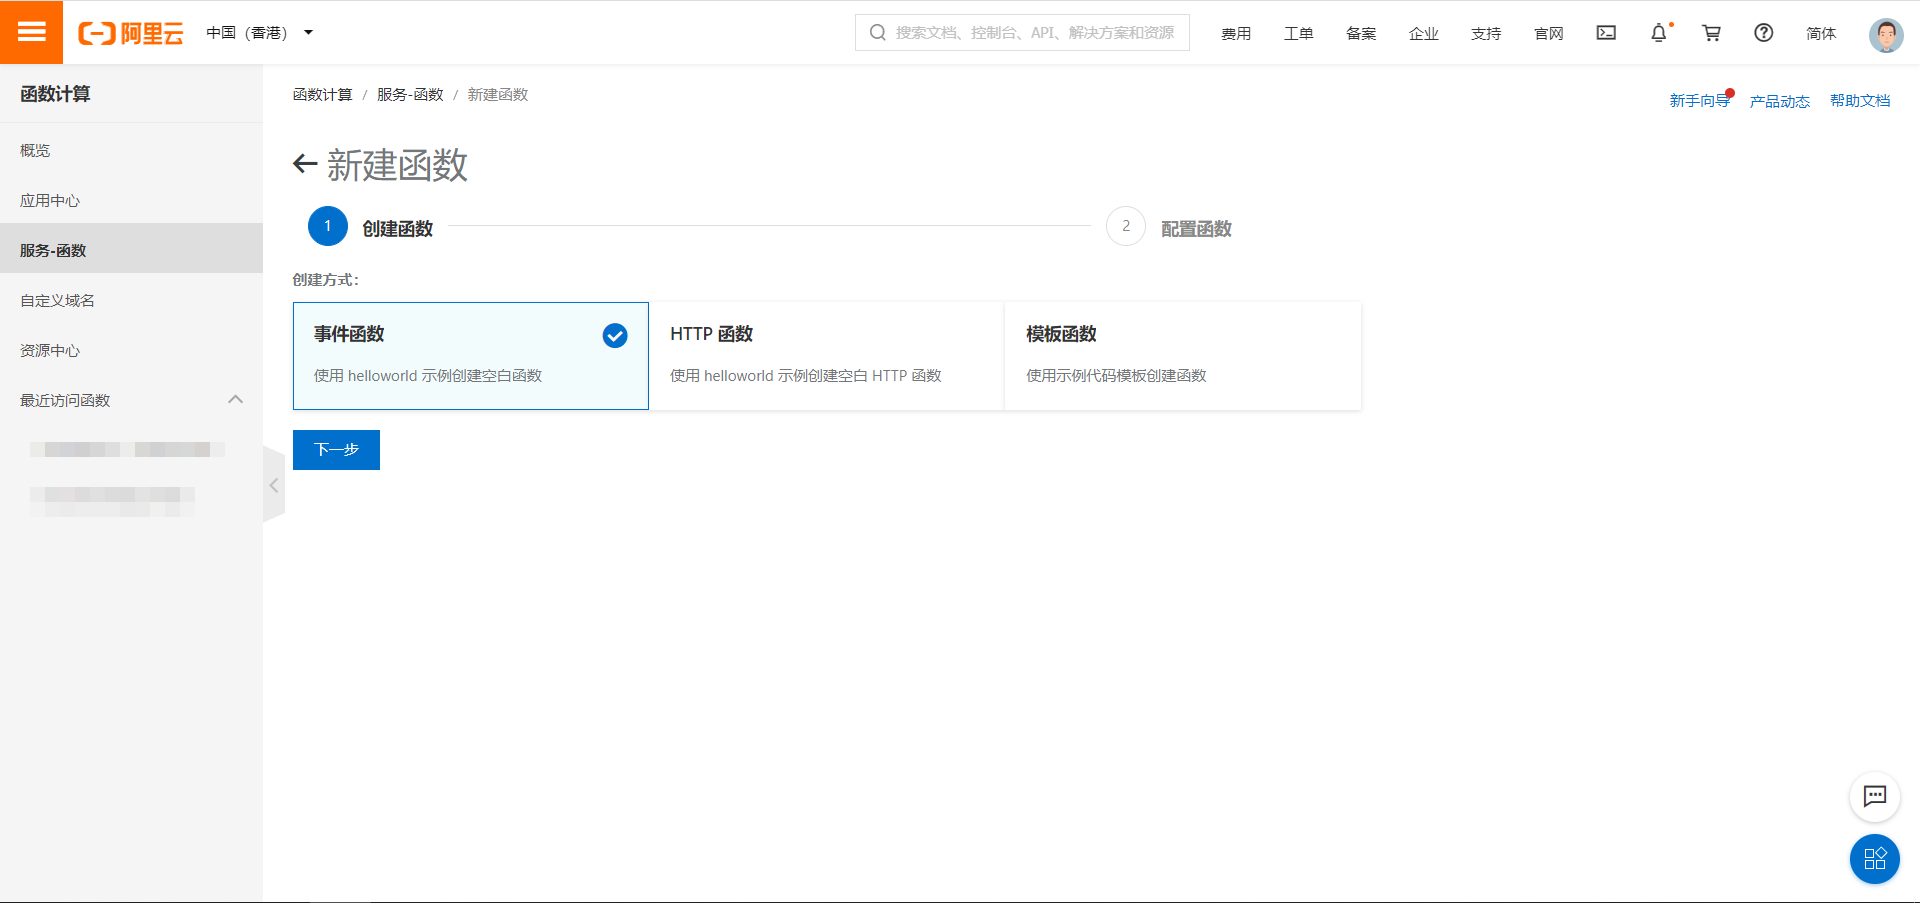 阿里云
中国（香港）
搜索文档、控制台、API、解决方案和资源
费用
工单
备案
企业
支持
官网
简体
函数计算
概览
应用中心
服务-函数
自定义域名
资源中心
最近访问函数
函数计算 / 服务-函数 / 新建函数
新手向导
产品动态
帮助文档
新建函数
1 创建函数
2 配置函数
创建方式：
事件函数
使用 helloworld 示例创建空白函数
HTTP 函数
使用 helloworld 示例创建空白 HTTP 函数
模板函数
使用示例代码模板创建函数
下一步